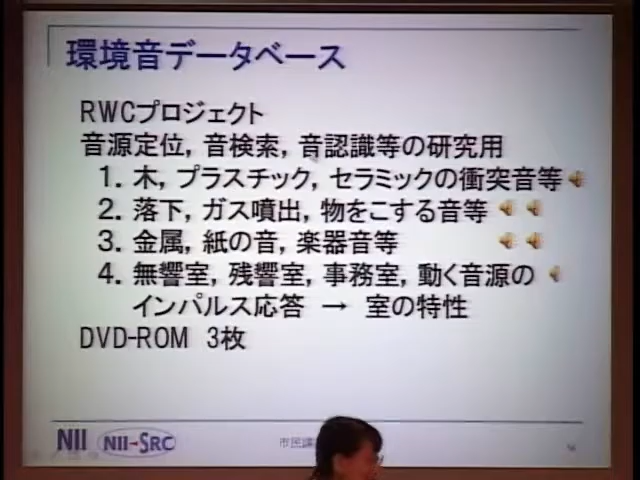 環境音データベース
RWCプロジェクト
音源定位, 音検索, 音認識等の研究用
1. 木, プラスチック, セラミックの衝突音等
2. 落下, ガス噴出, 物をこする音等
3. 金属, 紙の音, 楽器音等
4. 無響室, 残響室, 事務室, 動く音源の
インパルス応答 → 室の特性
DVD-ROM 3枚
NII NII-SRC
市民講